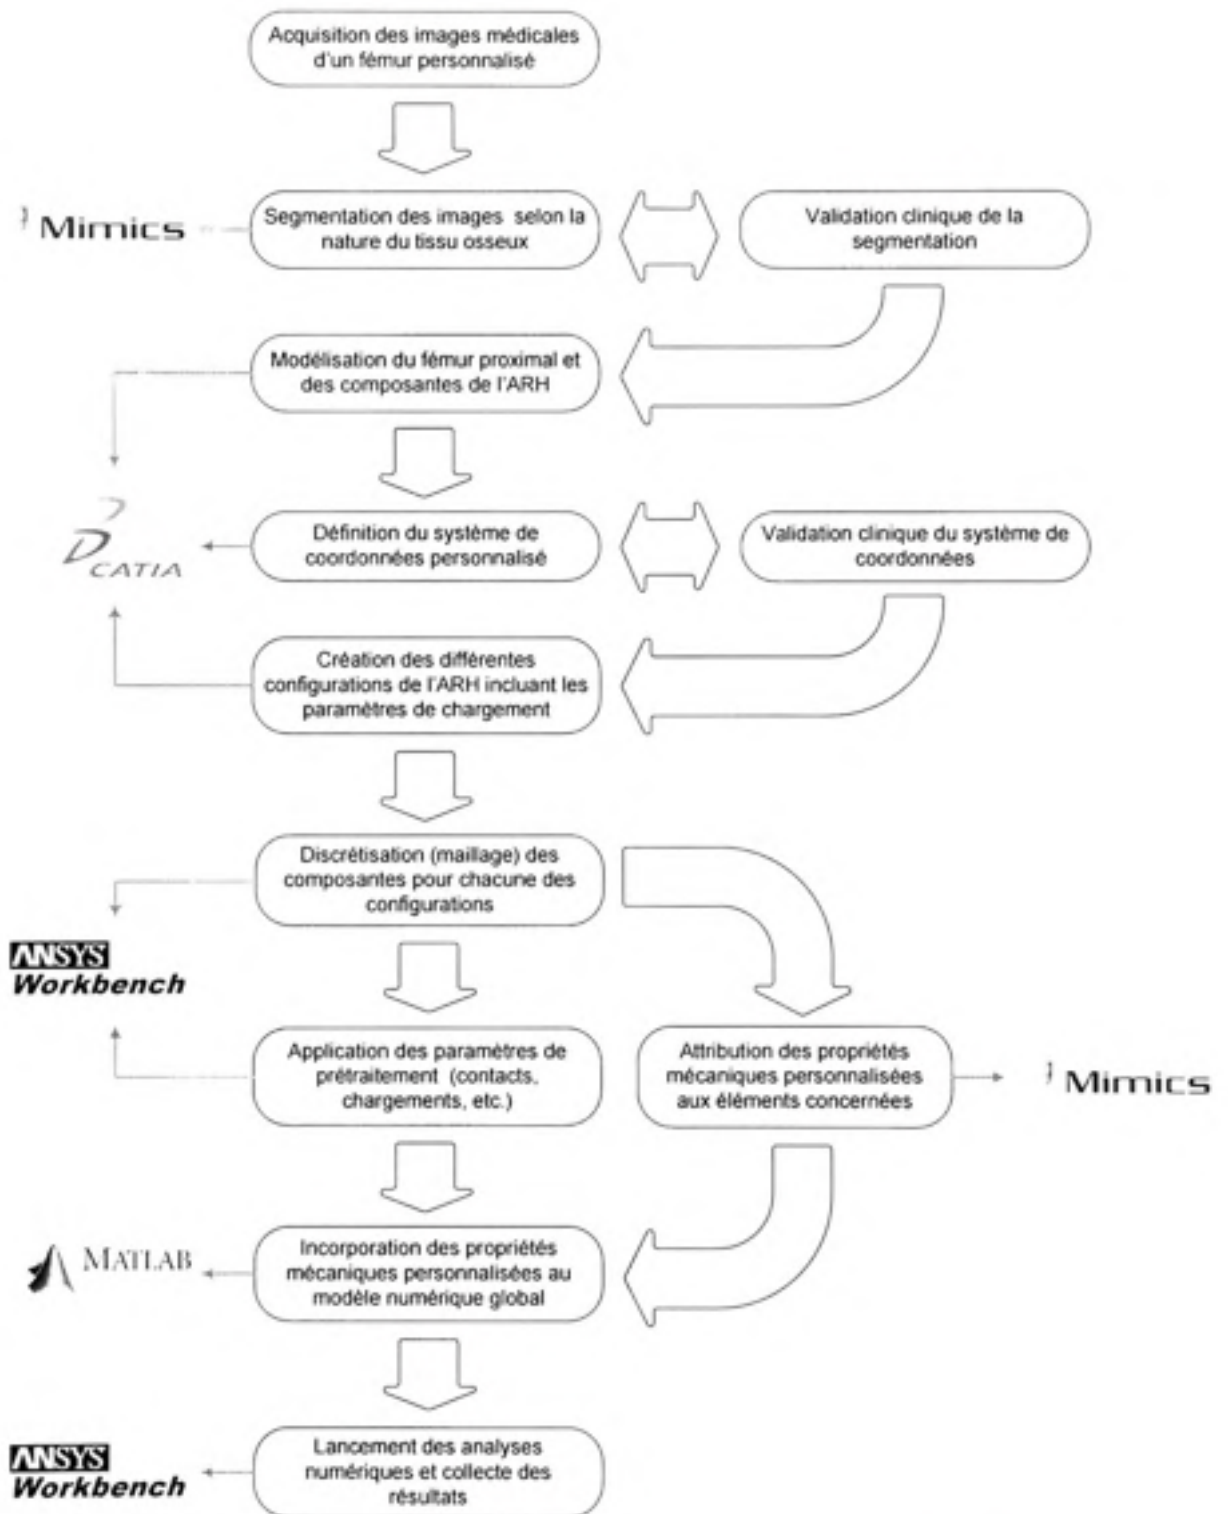 Acquisition des images médicales
d'un fémur personnalisé
Mimics
Segmentation des images selon la
nature du tissu osseux
Validation clinique de la
segmentation
Modélisation du fémur proximal et
des composantes de l'ARH
CATIA
Définition du système de
coordonnées personnalisé
Validation clinique du système de
coordonnées
Création des différentes
configurations de l'ARH incluant les
paramètres de chargement
Discrétisation (maillage) des
composantes pour chacune des
configurations
ANSYS
Workbench
Application des paramètres de
prétraitement (contacts,
chargements, etc.)
Attribution des propriétés
mécaniques personnalisées
aux éléments concernées
Mimics
MATLAB
Incorporation des propriétés
mécaniques personnalisées au
modèle numérique global
ANSYS
Workbench
Lancement des analyses
numériques et collecte des
résultats